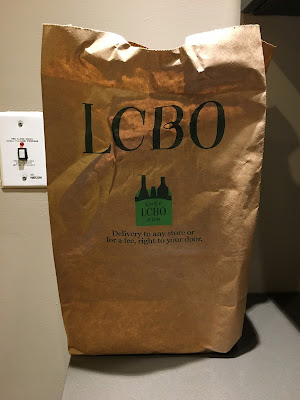 LCBO
LCBO
Delivery to any store or
for a fee, right to your door.